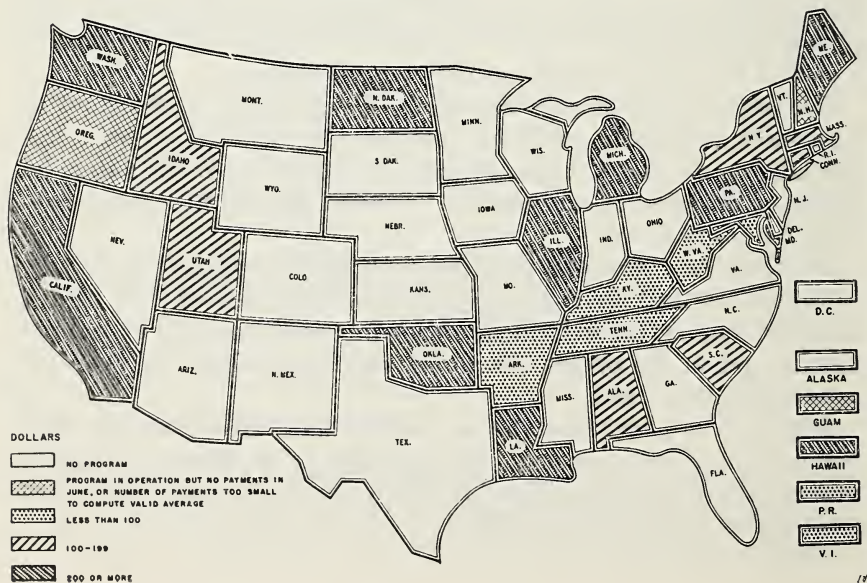 WASH.
OREG.
CALIF.
NEV.
IDAHO
UTAH
ARIZ.
MONT.
WYO.
COLO
N. MEX.
N. DAK.
S DAK.
NEBR.
KANS.
OKLA.
TEX.
MINN.
IOWA
MO.
ARK.
LA.
WIS.
ILL.
MICH.
IND.
OHIO
KY.
TENN.
MISS.
ALA.
GA.
FLA.
S.C.
N.C.
VA.
W.VA.
PA.
N.Y.
VT.
N.H.
ME.
MASS.
R.I.
CONN.
N.J.
DEL.
MD.
D.C.
ALASKA
GUAM
HAWAII
P.R.
V.I.
DOLLARS
NO PROGRAM
PROGRAM IN OPERATION BUT NO PAYMENTS IN
JUNE, OR NUMBER OF PAYMENTS TOO SMALL
TO COMPUTE VALID AVERAGE
LESS THAN 100
100-199
200 OR MORE